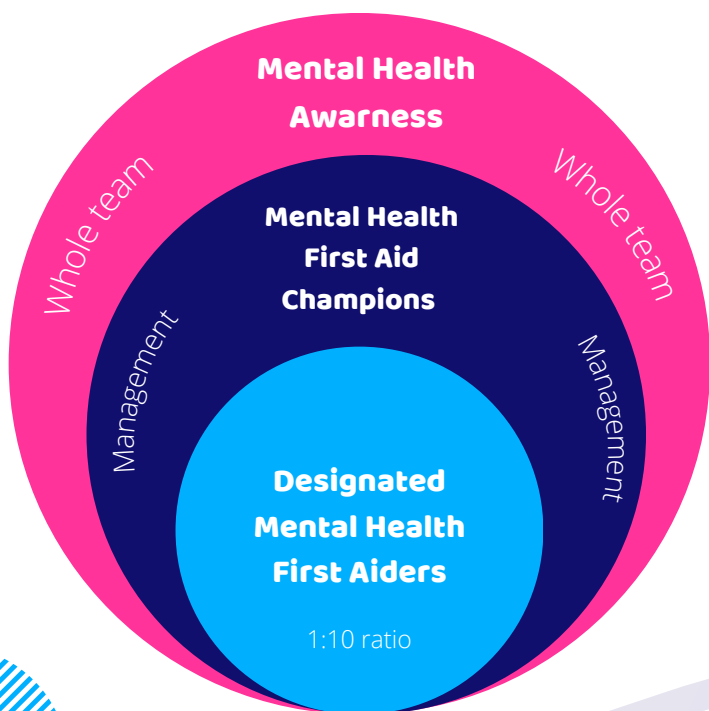 Mental Health
Awarness
Whole team
Whole team
Mental Health
First Aid
Champions
Management
Management
Designated
Mental Health
First Aiders
1:10 ratio